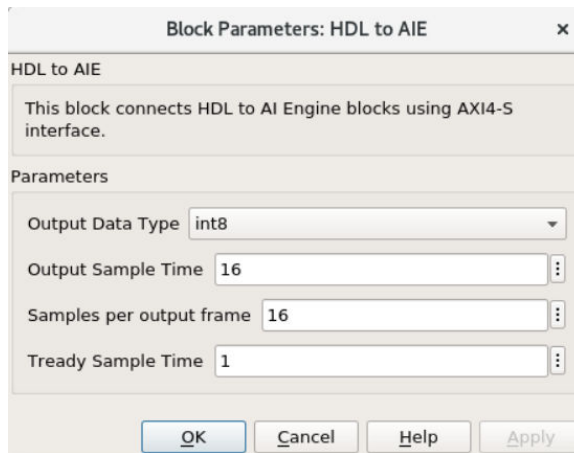 Block Parameters: HDL to AIE ×
HDL to AIE
This block connects HDL to AI Engine blocks using AXI4-S
interface.
Parameters
Output Data Type int8
Output Sample Time 16
Samples per output frame 16
Tready Sample Time 1
OK Cancel Help Apply